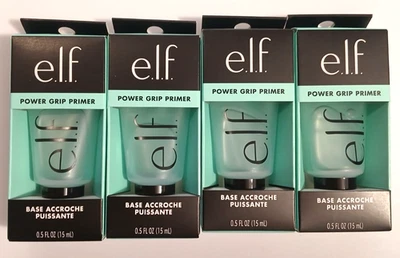 e.l.f.
POWER GRIP PRIMER
e.l.f.
BASE ACCROCHE
PUISSANTE
0.5 FL OZ (15 mL)
e.l.f.
POWER GRIP PRIMER
e.l.f.
BASE ACCROCHE
PUISSANTE
0.5 FL OZ (15 mL)
e.l.f.
POWER GRIP PRIMER
e.l.f.
BASE ACCROCHE
PUISSANTE
0.5 FL OZ (15 mL)
e.l.f.
POWER GRIP PRIMER
e.l.f.
BASE ACCROCHE
PUISSANTE
0.5 FL OZ (15 mL)